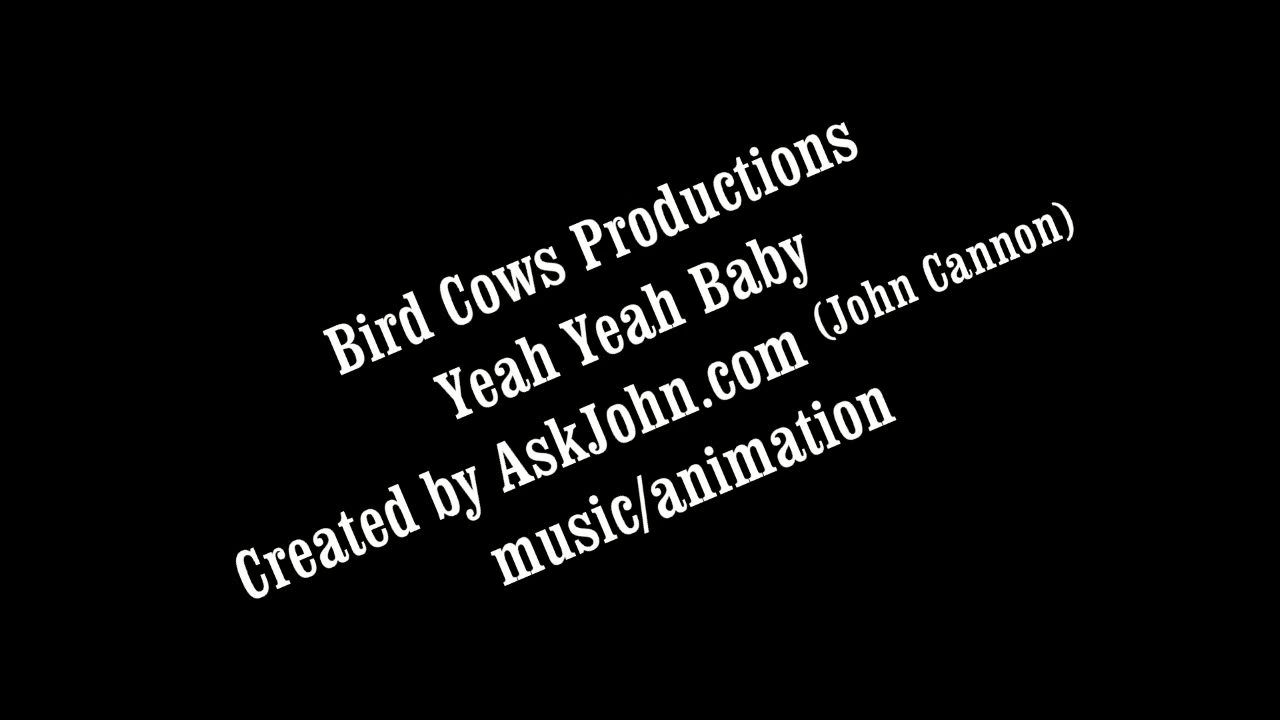 Bird Cows Productions
Yeah Yeah Baby
Created by AskJohn.com (John Cannon)
music/animation